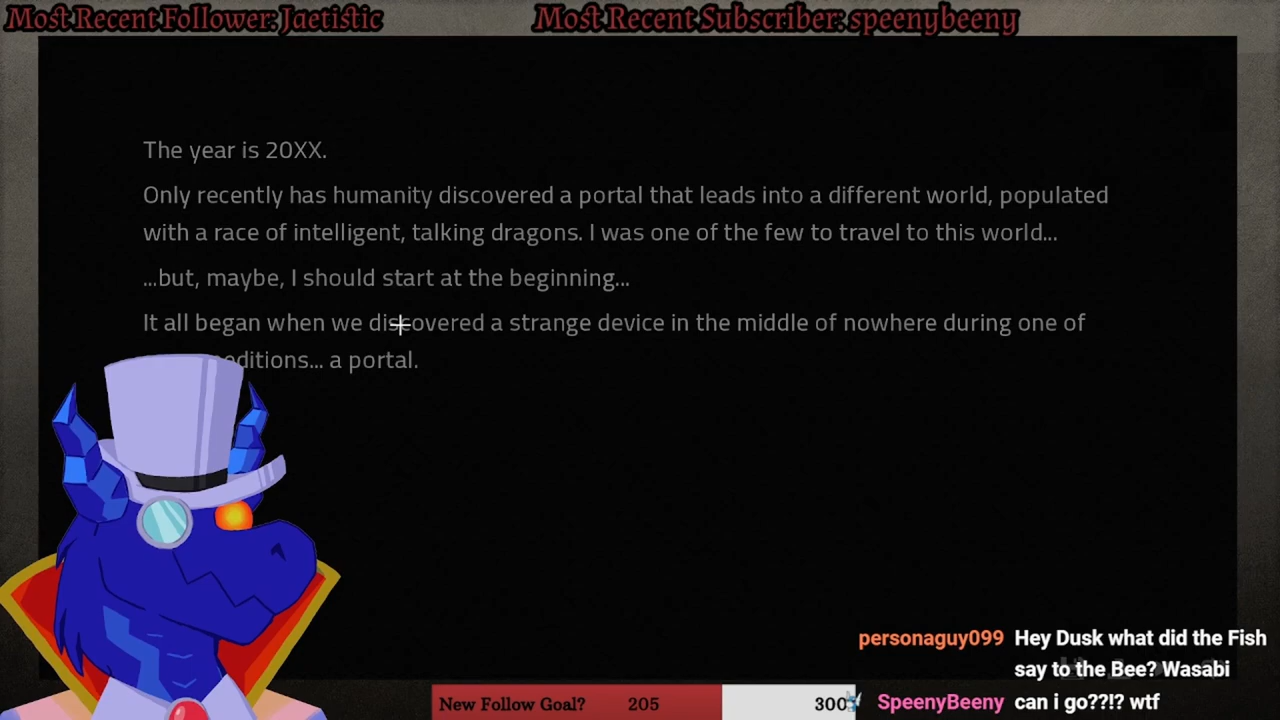 Most Recent Follower: Jaetistic
Most Recent Subscriber: speenybeeny
The year is 20XX.
Only recently has humanity discovered a portal that leads into a different world, populated
with a race of intelligent, talking dragons. I was one of the few to travel to this world...
...but, maybe, I should start at the beginning...
It all began when we discovered a strange device in the middle of nowhere during one of
a portal.
personaguy099 Hey Dusk what did the Fish
say to the Bee? Wasabi
SpeenyBeeny can i go??!? wtf
New Follow Goal? 205 300